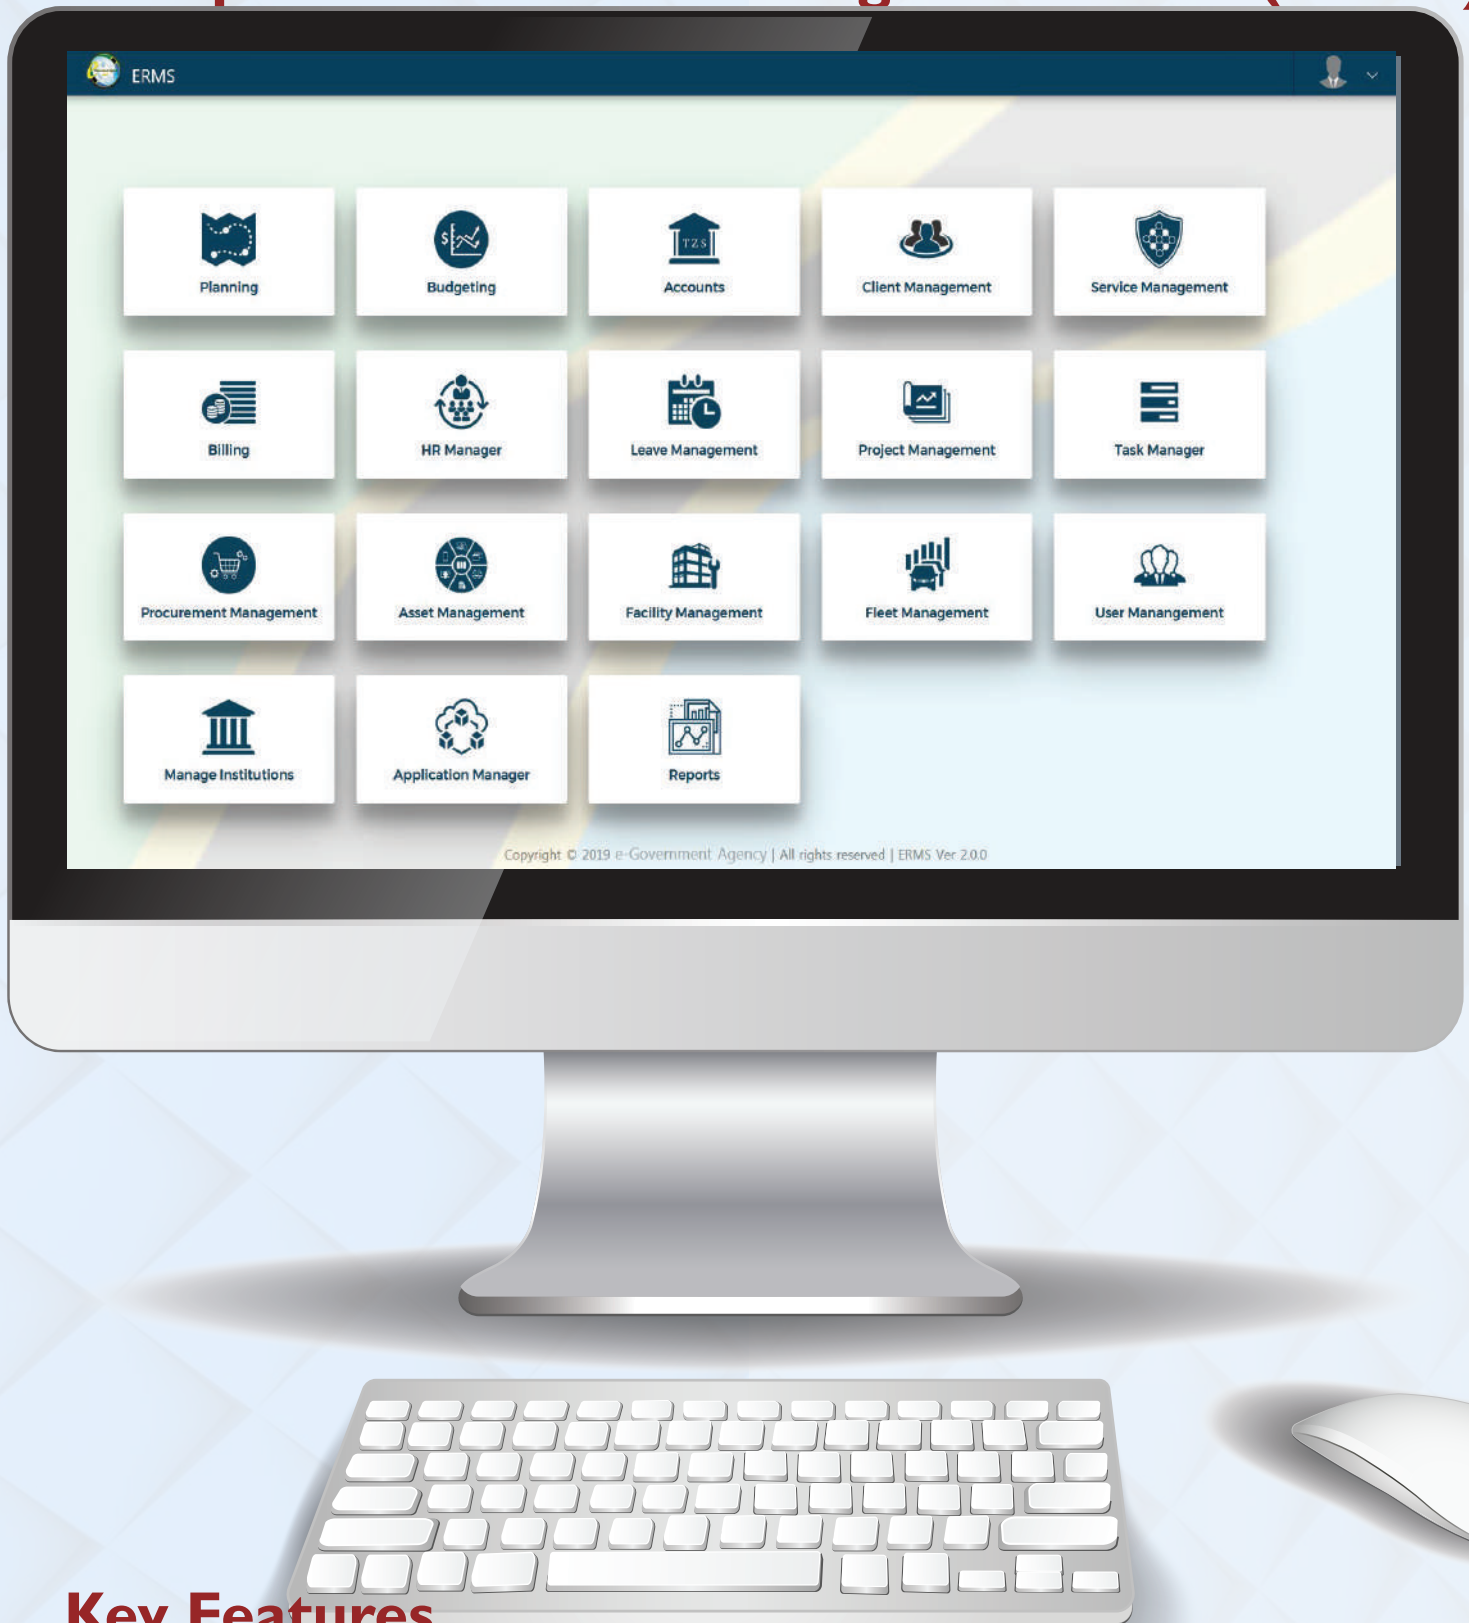 ERMS
Planning
Budgeting
Accounts
TZS
Client Management
Service Management
Billing
HR Manager
Leave Management
Project Management
Task Manager
Procurement Management
Asset Management
Facility Management
Fleet Management
User Manangement
Manage Institutions
Application Manager
Reports
Copyright © 2019 e-Government Agency | All rights reserved | ERMS Ver 2.0.0
Key Features